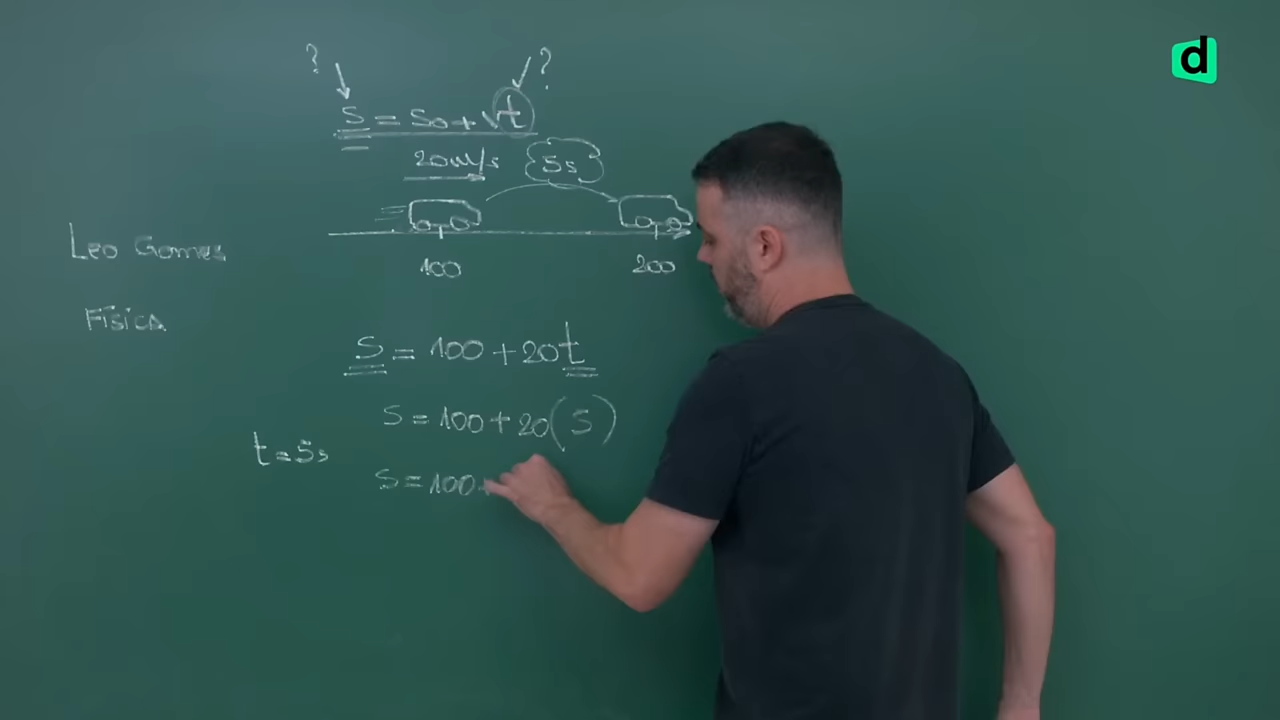 ? ?
S = So + vt
20m/s 5s
100 200
Leo Gomes
Física
S = 100 + 20t
S = 100 + 20(5)
t = 5s
S = 100+
d